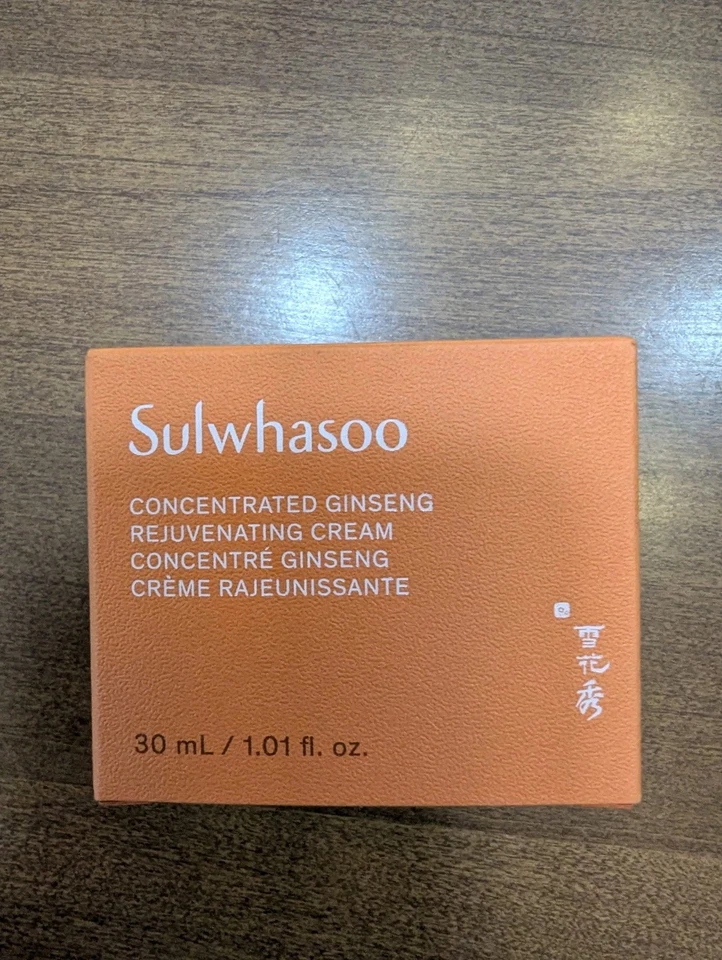 Sulwhasoo
CONCENTRATED GINSENG
REJUVENATING CREAM
CONCENTRÉ GINSENG
CRÈME RAJEUNISSANTE
雪花秀
30 mL / 1.01 fl. oz.